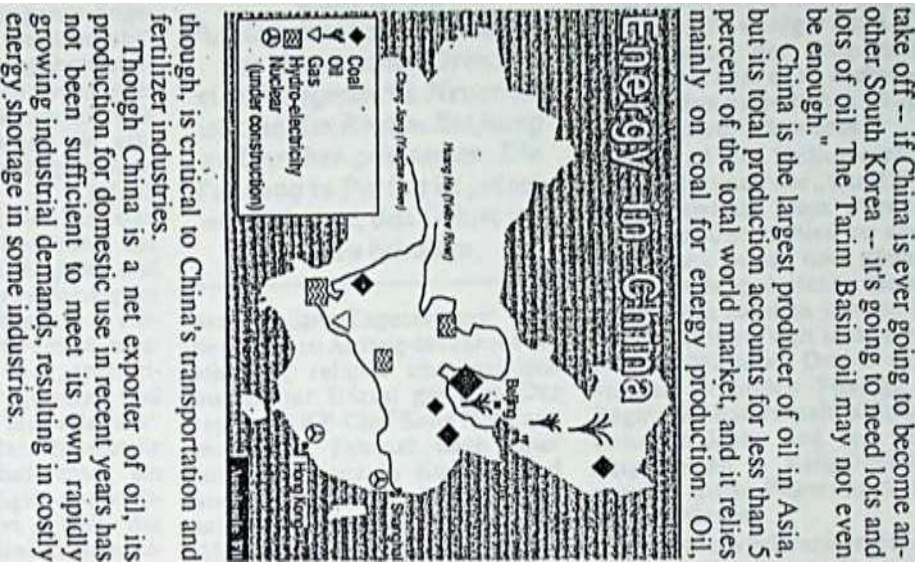 take off — if China is ever going to become an-
other South Korea — it's going to need lots and
lots of oil. The Tarim Basin oil may not even
be enough.
China is the largest producer of oil in Asia,
but its total production accounts for less than 5
percent of the total world market, and it relies
mainly on coal for energy production. Oil,
Energy in China
Beijing
Shanghai
Hong Kong
Huang He (Yellow River)
Chang Jiang (Yangtze River)
Coal
Oil
Gas
Hydro-electricity
Nuclear
(under construction)
though, is critical to China's transportation and
fertilizer industries.
Though China is a net exporter of oil, its
production for domestic use in recent years has
not been sufficient to meet its own rapidly
growing industrial demands, resulting in costly
energy shortage in some industries.